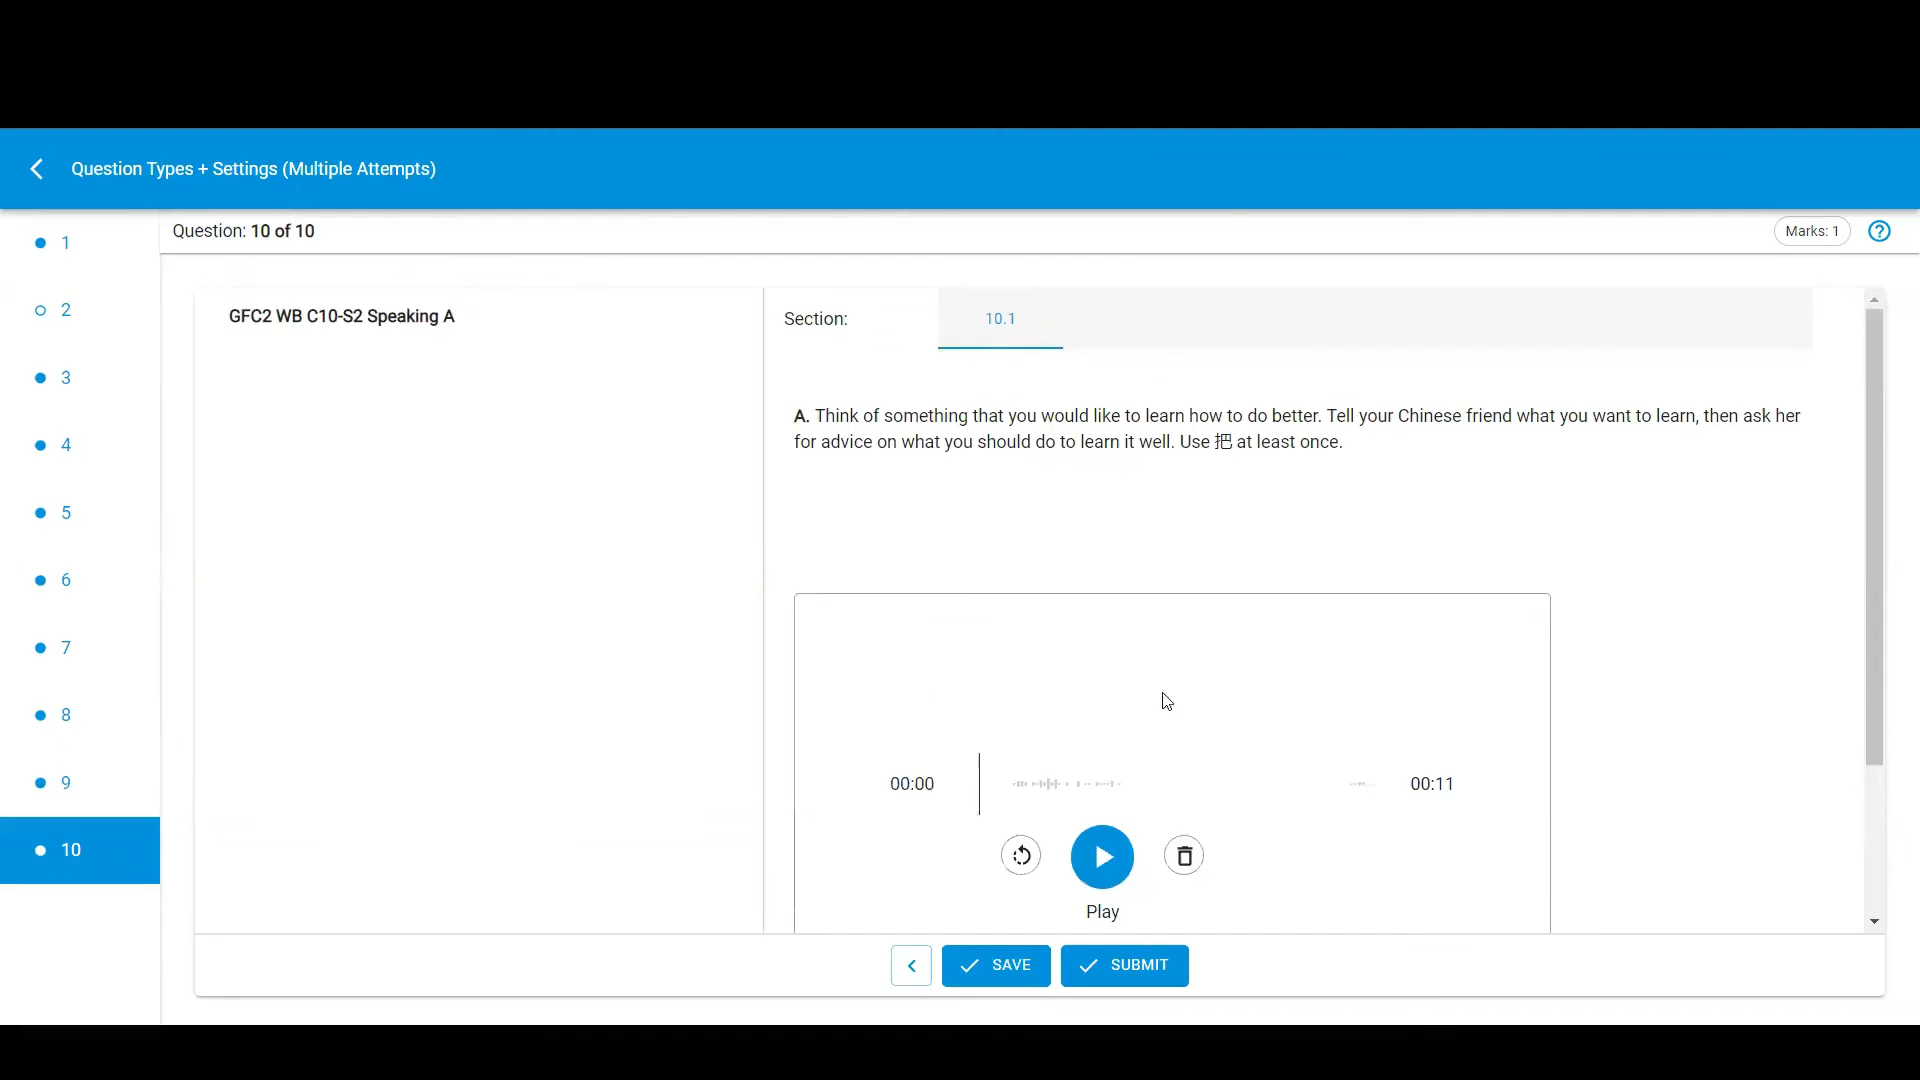 Question Types + Settings (Multiple Attempts)
Question: 10 of 10
Marks: 1
1
2
3
4
5
6
7
8
9
10
GFC2 WB C10-S2 Speaking A
Section:
10.1
A. Think of something that you would like to learn how to do better. Tell your Chinese friend what you want to learn, then ask her
for advice on what you should do to learn it well. Use 把 at least once.
00:00
00:11
Play
SAVE
SUBMIT